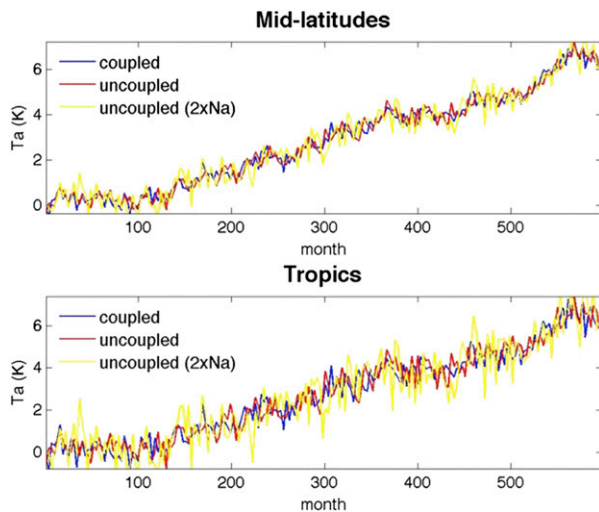 Mid-latitudes
Ta (K)
6
4
2
0
coupled
uncoupled
uncoupled (2xNa)
100 200 300 400 500
month
Tropics
Ta (K)
6
4
2
0
coupled
uncoupled
uncoupled (2xNa)
100 200 300 400 500
month